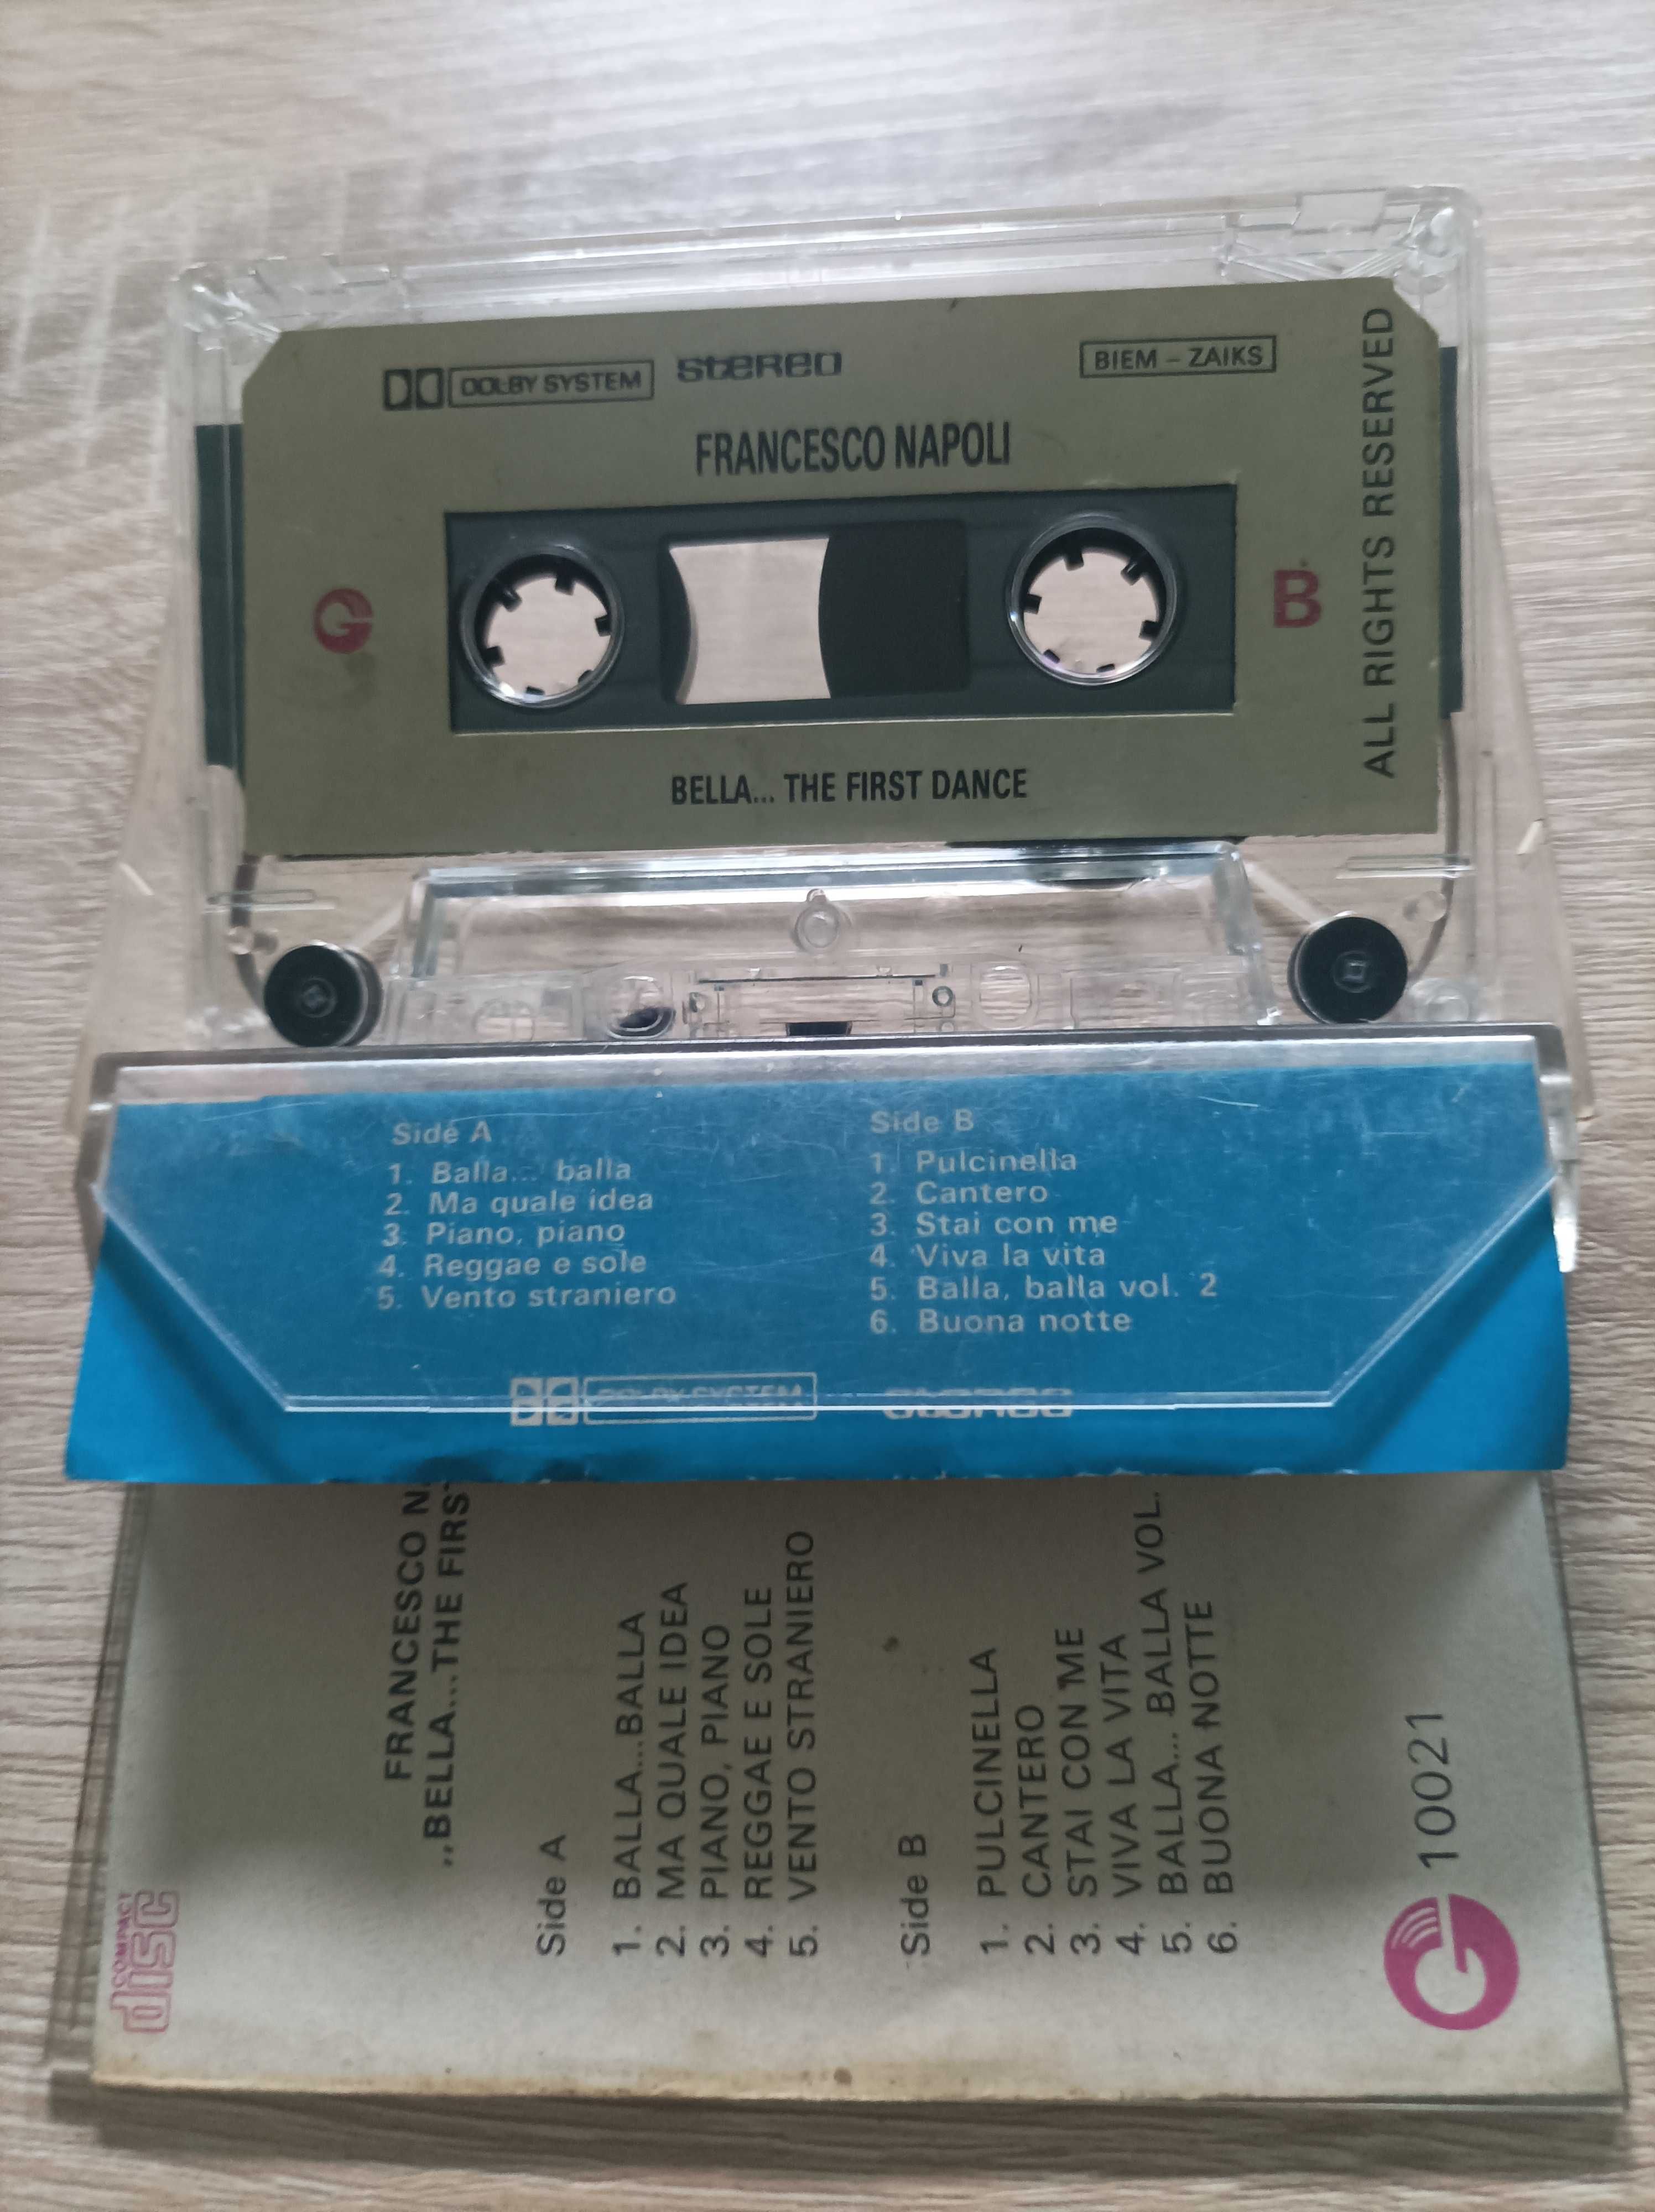 DOLBY SYSTEM stereo
BIEM – ZAIKS
FRANCESCO NAPOLI
G
B
ALL RIGHTS RESERVED
BELLA... THE FIRST DANCE
Side A
1. Balla... balla
2. Ma quale idea
3. Piano, piano
4. Reggae e sole
5. Vento straniero
Side B
1. Pulcinella
2. Cantero
3. Stai con me
4. Viva la vita
5. Balla, balla vol. 2
6. Buona notte
DOLBY SYSTEM stereo
COMPACT
disc
FRANCESCO
„BELLA...THE
Side A
1. BALLA...BALLA
2. MA QUALE IDEA
3. PIANO, PIANO
4. REGGAE E SOLE
5. VENTO STRANIERO
Side B
1. PULCINELLA
2. CANTERO
3. STAI CON ME
4. VIVA LA VITA
5. BALLA... BALLA VOL.
6. BUONA NOTTE
G 10021